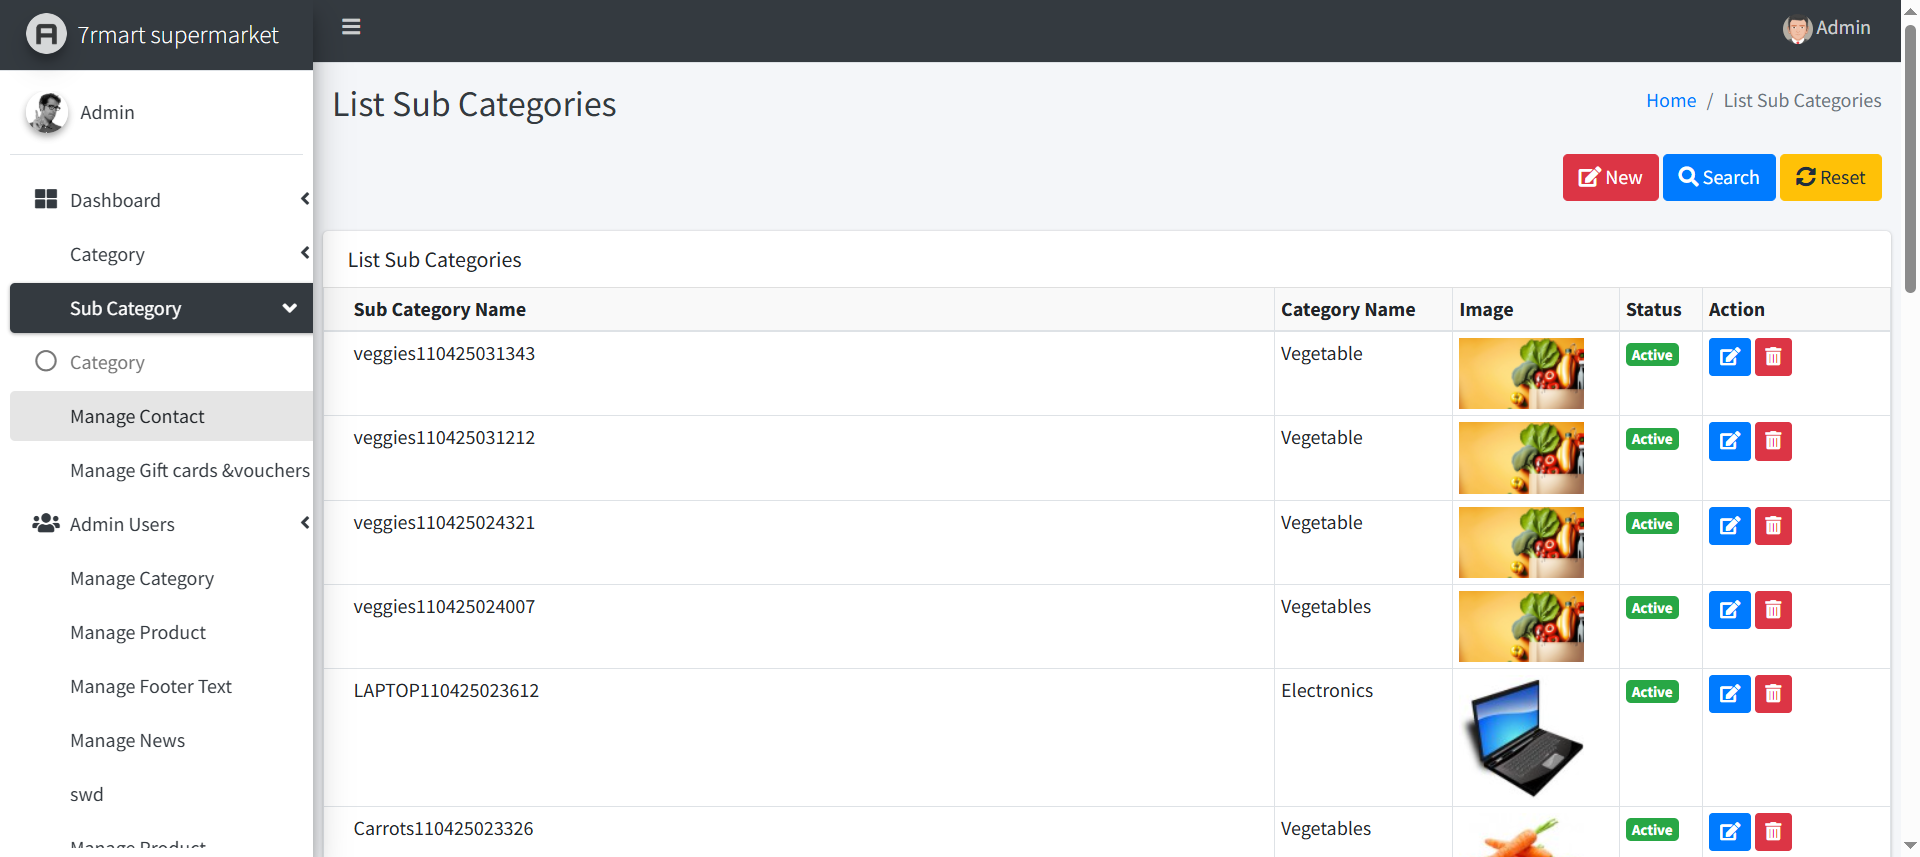 7rmart supermarket
Admin
Admin
Dashboard
Category
Sub Category
Category
Manage Contact
Manage Gift cards &vouchers
Admin Users
Manage Category
Manage Product
Manage Footer Text
Manage News
swd
Manage Product
List Sub Categories
Home / List Sub Categories
New Search Reset
List Sub Categories
Sub Category Name Category Name Image Status Action
veggies110425031343 Vegetable Active
veggies110425031212 Vegetable Active
veggies110425024321 Vegetable Active
veggies110425024007 Vegetables Active
LAPTOP110425023612 Electronics Active
Carrots110425023326 Vegetables Active